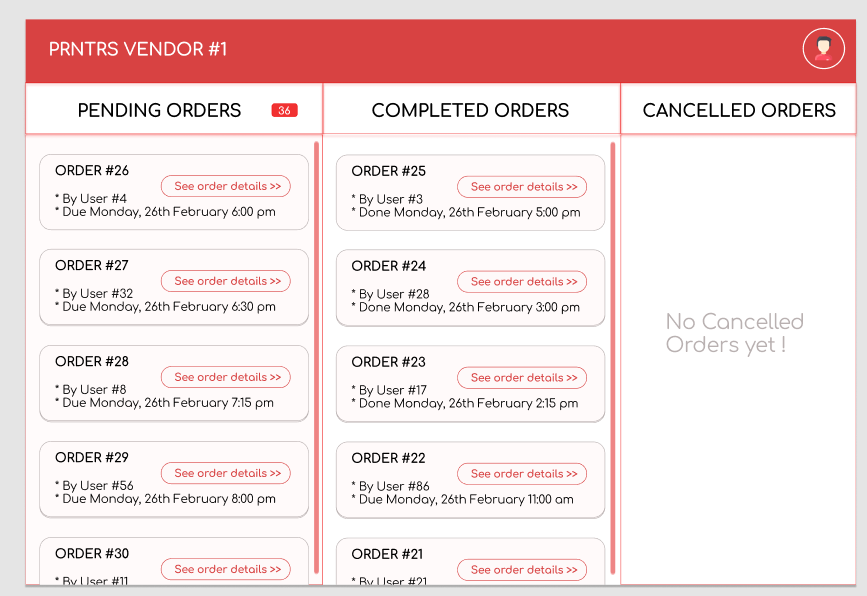 PRNTRS VENDOR #1
PENDING ORDERS 36
ORDER #26
See order details >>
* By User #4
* Due Monday, 26th February 6:00 pm
ORDER #27
See order details >>
* By User #32
* Due Monday, 26th February 6:30 pm
ORDER #28
See order details >>
* By User #8
* Due Monday, 26th February 7:15 pm
ORDER #29
See order details >>
* By User #56
* Due Monday, 26th February 8:00 pm
ORDER #30
See order details >>
* By User #11
COMPLETED ORDERS
ORDER #25
See order details >>
* By User #3
* Done Monday, 26th February 5:00 pm
ORDER #24
See order details >>
* By User #28
* Done Monday, 26th February 3:00 pm
ORDER #23
See order details >>
* By User #17
* Done Monday, 26th February 2:15 pm
ORDER #22
See order details >>
* By User #86
* Due Monday, 26th February 11:00 am
ORDER #21
See order details >>
* By User #21
CANCELLED ORDERS
No Cancelled
Orders yet !